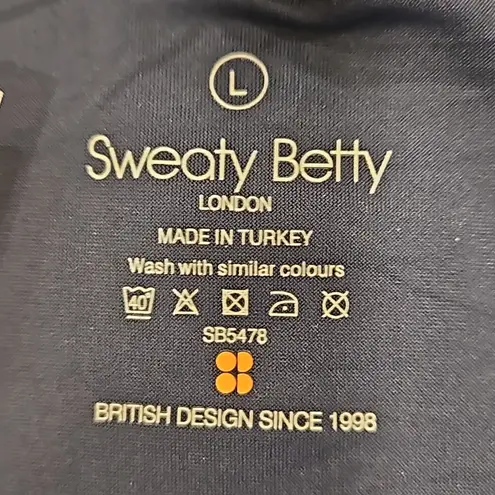 L
Sweaty Betty
LONDON
MADE IN TURKEY
Wash with similar colours
40
SB5478
BRITISH DESIGN SINCE 1998